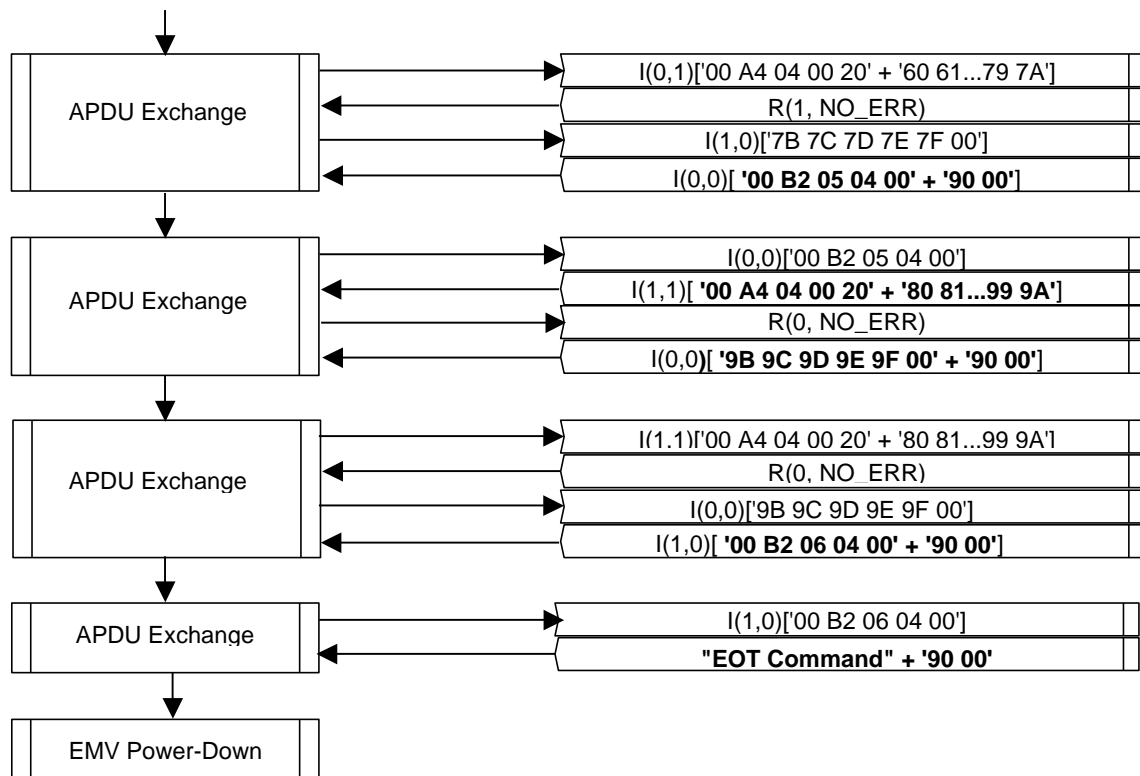 APDU Exchange
I(0,1)['00 A4 04 00 20' + '60 61...79 7A']
R(1, NO_ERR)
I(1,0)['7B 7C 7D 7E 7F 00']
I(0,0)[ '00 B2 05 04 00' + '90 00']
APDU Exchange
I(0,0)['00 B2 05 04 00']
I(1,1)[ '00 A4 04 00 20' + '80 81...99 9A']
R(0, NO_ERR)
I(0,0)[ '9B 9C 9D 9E 9F 00' + '90 00']
APDU Exchange
I(1,1)['00 A4 04 00 20' + '80 81...99 9A']
R(0, NO_ERR)
I(0,0)['9B 9C 9D 9E 9F 00']
I(1,0)[ '00 B2 06 04 00' + '90 00']
APDU Exchange
I(1,0)['00 B2 06 04 00']
"EOT Command" + '90 00'
EMV Power-Down